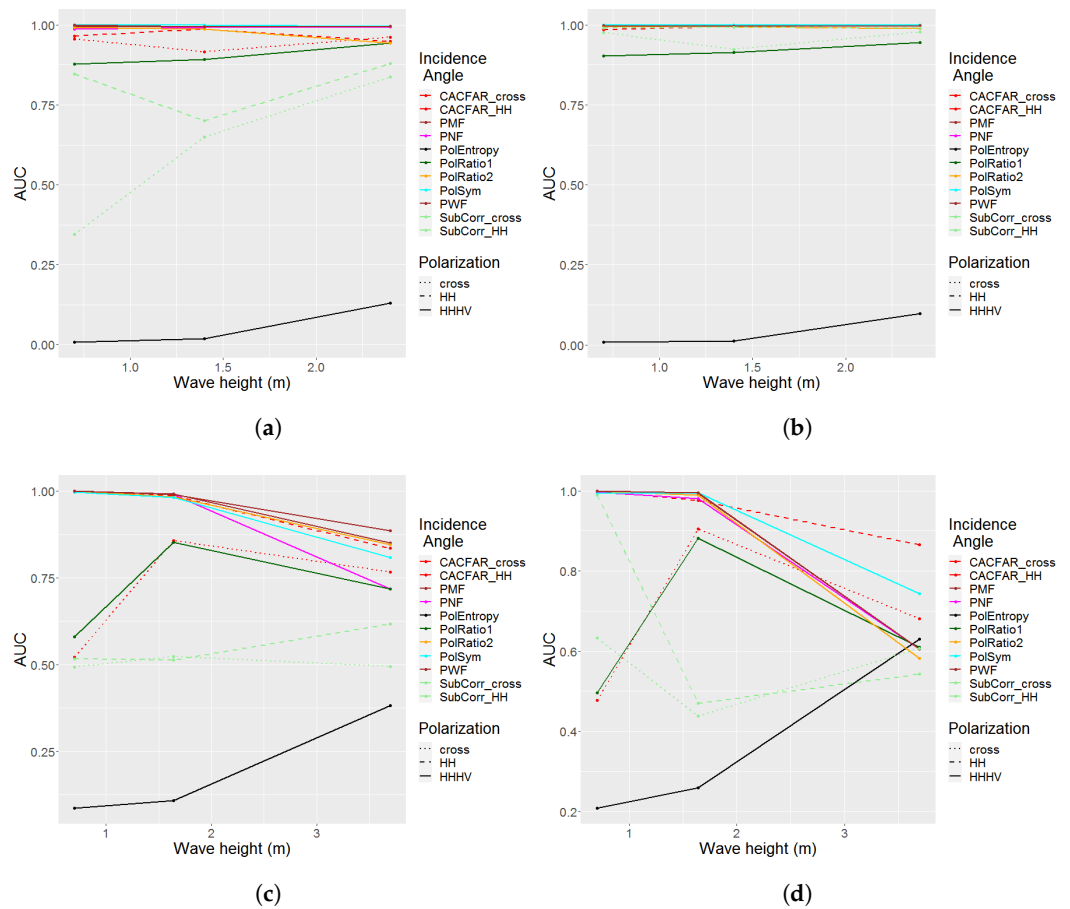 1.00
0.75
0.50
0.25
0.00
AUC
1.0
1.5
2.0
Wave height (m)
Incidence
Angle
CACFAR_cross
CACFAR_HH
PMF
PNF
PolEntropy
PolRatio1
PolRatio2
PolSym
PWF
SubCorr_cross
SubCorr_HH
Polarization
cross
HH
HHHV
(a)
1.00
0.75
0.50
0.25
0.00
AUC
1.0
1.5
2.0
Wave height (m)
Incidence
Angle
CACFAR_cross
CACFAR_HH
PMF
PNF
PolEntropy
PolRatio1
PolRatio2
PolSym
PWF
SubCorr_cross
SubCorr_HH
Polarization
cross
HH
HHHV
(b)
1.00
0.75
0.50
0.25
AUC
1
2
3
Wave height (m)
Incidence
Angle
CACFAR_cross
CACFAR_HH
PMF
PNF
PolEntropy
PolRatio1
PolRatio2
PolSym
PWF
SubCorr_cross
SubCorr_HH
Polarization
cross
HH
HHHV
(c)
1.0
0.8
0.6
0.4
0.2
AUC
1
2
3
Wave height (m)
Incidence
Angle
CACFAR_cross
CACFAR_HH
PMF
PNF
PolEntropy
PolRatio1
PolRatio2
PolSym
PWF
SubCorr_cross
SubCorr_HH
Polarization
cross
HH
HHHV
(d)